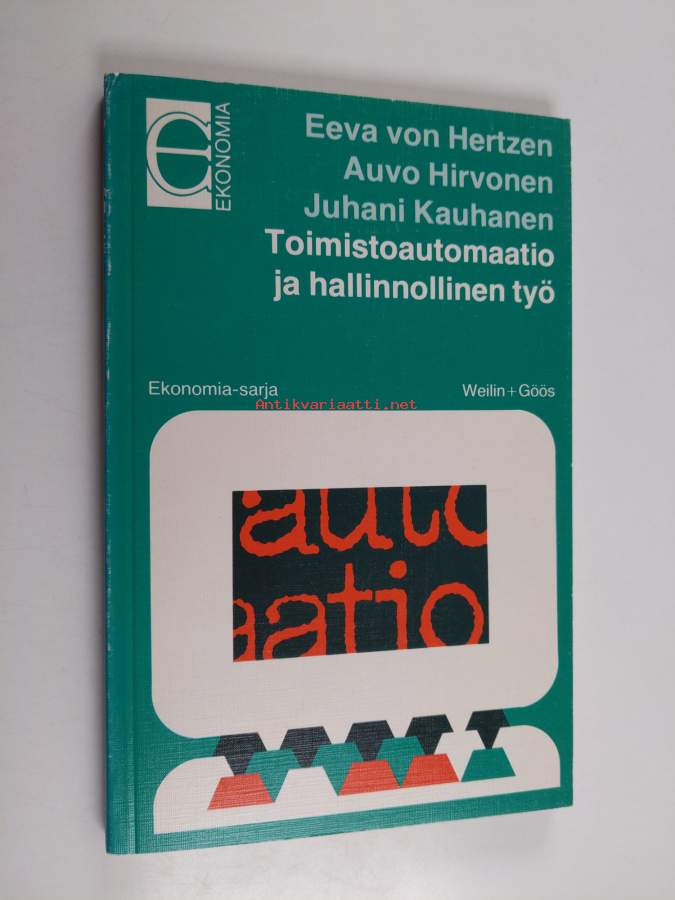 EKONOMIA
Eeva von Hertzen
Auvo Hirvonen
Juhani Kauhanen
Toimistoautomaatio
ja hallinnollinen työ
Ekonomia-sarja
Weilin+Göös
Antikvariaatti.net
auto
aatio